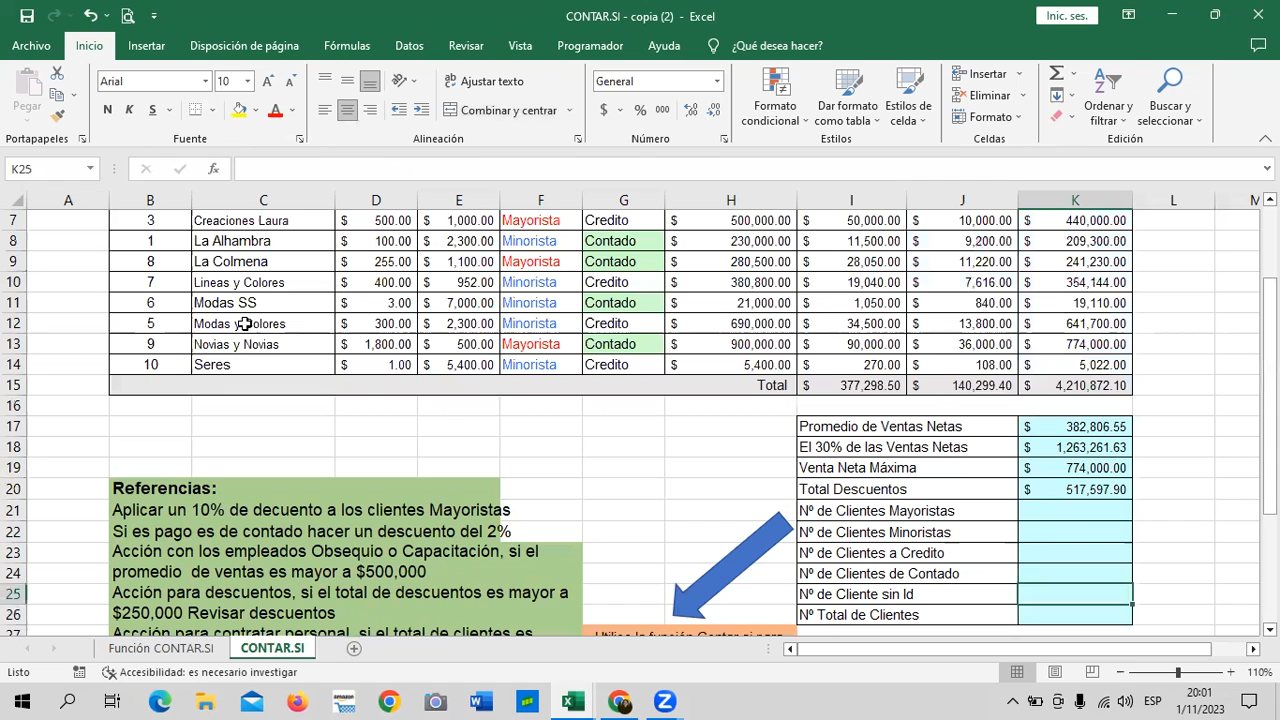 CONTAR.SI - copia (2) - Excel
Inic. ses.
Archivo Inicio Insertar Disposición de página Fórmulas Datos Revisar Vista Programador Ayuda ¿Qué desea hacer?
Pegar
Arial 10
N K S
Ajustar texto
Combinar y centrar
General
$ % 000
Formato condicional
Dar formato como tabla
Estilos de celda
Insertar
Eliminar
Formato
Ordenar y filtrar
Buscar y seleccionar
Portapapeles Fuente Alineación Número Estilos Celdas Edición
K25 fx
A B C D E F G H I J K L M
7 3 Creaciones Laura $ 500.00 $ 1,000.00 Mayorista Credito $ 500,000.00 $ 50,000.00 $ 10,000.00 $ 440,000.00
8 1 La Alhambra $ 100.00 $ 2,300.00 Minorista Contado $ 230,000.00 $ 11,500.00 $ 9,200.00 $ 209,300.00
9 8 La Colmena $ 255.00 $ 1,100.00 Mayorista Contado $ 280,500.00 $ 28,050.00 $ 11,220.00 $ 241,230.00
10 7 Lineas y Colores $ 400.00 $ 952.00 Minorista Credito $ 380,800.00 $ 19,040.00 $ 7,616.00 $ 354,144.00
11 6 Modas SS $ 3.00 $ 7,000.00 Minorista Contado $ 21,000.00 $ 1,050.00 $ 840.00 $ 19,110.00
12 5 Modas y Colores $ 300.00 $ 2,300.00 Minorista Credito $ 690,000.00 $ 34,500.00 $ 13,800.00 $ 641,700.00
13 9 Novias y Novias $ 1,800.00 $ 500.00 Mayorista Contado $ 900,000.00 $ 90,000.00 $ 36,000.00 $ 774,000.00
14 10 Seres $ 1.00 $ 5,400.00 Minorista Credito $ 5,400.00 $ 270.00 $ 108.00 $ 5,022.00
15 Total $ 377,298.50 $ 140,299.40 $ 4,210,872.10
16
17 Promedio de Ventas Netas $ 382,806.55
18 El 30% de las Ventas Netas $ 1,263,261.63
19 Venta Neta Máxima $ 774,000.00
20 Referencias: Total Descuentos $ 517,597.90
21 Aplicar un 10% de decuento a los clientes Mayoristas Nº de Clientes Mayoristas
22 Si es pago es de contado hacer un descuento del 2% Nº de Clientes Minoristas
23 Acción con los empleados Obsequio o Capacitación, si el Nº de Clientes a Credito
24 promedio de ventas es mayor a $500,000 Nº de Clientes de Contado
25 Acción para descuentos, si el total de descuentos es mayor a Nº de Cliente sin Id
26 $250,000 Revisar descuentos Nº Total de Clientes
27 Accción para contratar personal, si el total de clientes es Utilice la función Contar si para
Función CONTAR.SI CONTAR.SI
Listo Accesibilidad: es necesario investigar 110%
ESP 20:01
1/11/2023